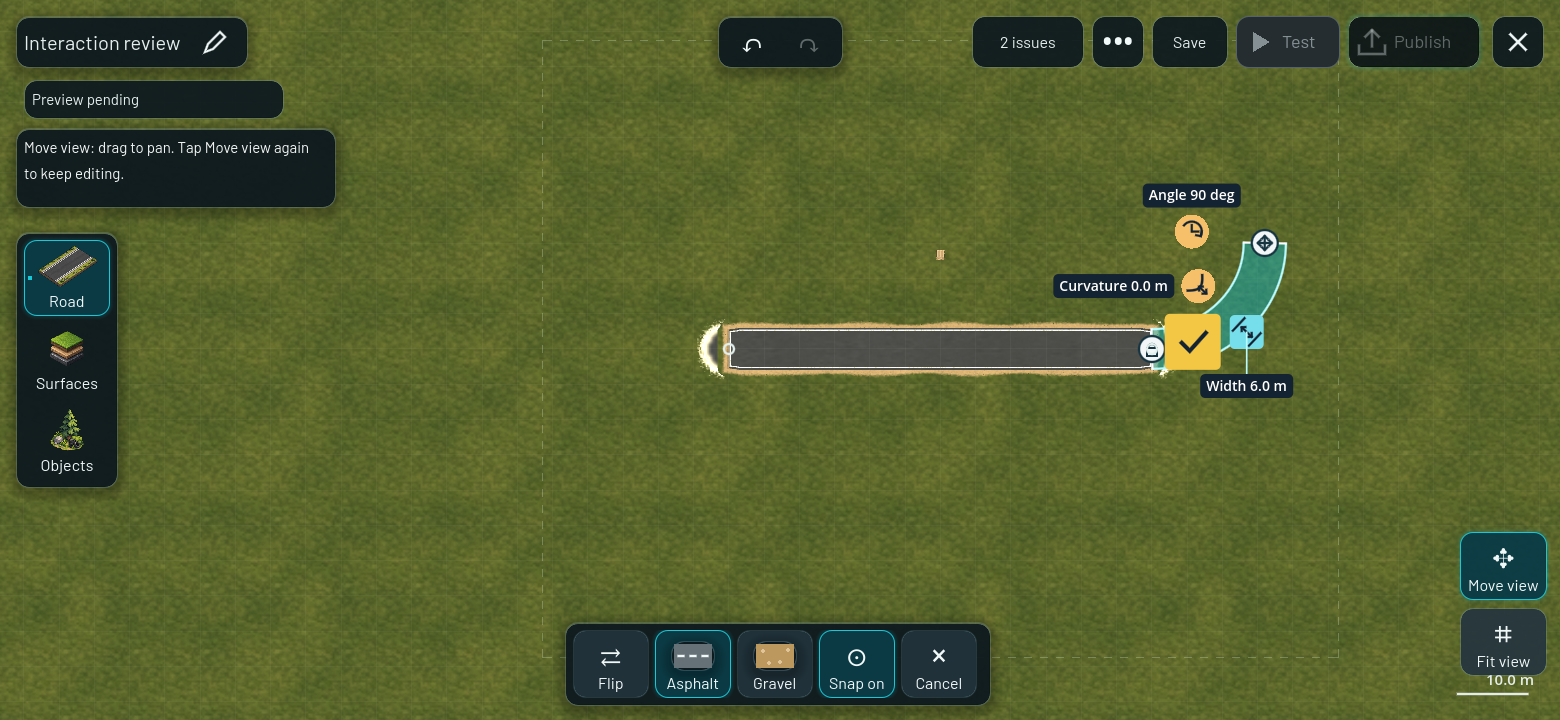 Interaction review
2 issues
Save
Test
Publish
Preview pending
Move view: drag to pan. Tap Move view again
to keep editing.
Angle 90 deg
Curvature 0.0 m
Width 6.0 m
Road
Surfaces
Objects
Move view
Fit view
10.0 m
Flip
Asphalt
Gravel
Snap on
Cancel